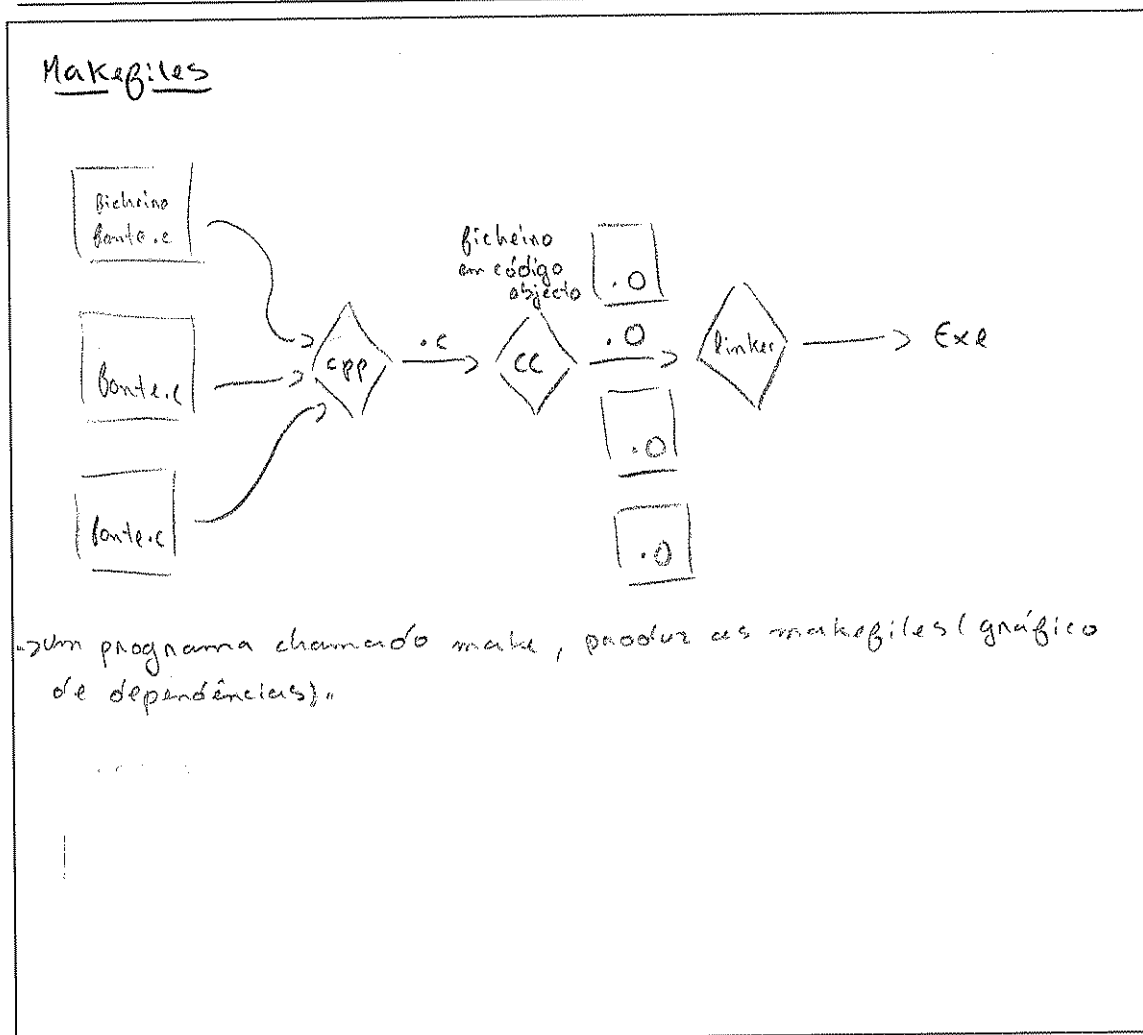 Makefiles
ficheiro
fonte.c
fonte.c
fonte.c
cpp
.c
cc
ficheiro
em código
objecto
.o
.o
.o
.o
linker
Exe
->um programa chamado make, produz as makefiles (gráfico
de dependências).